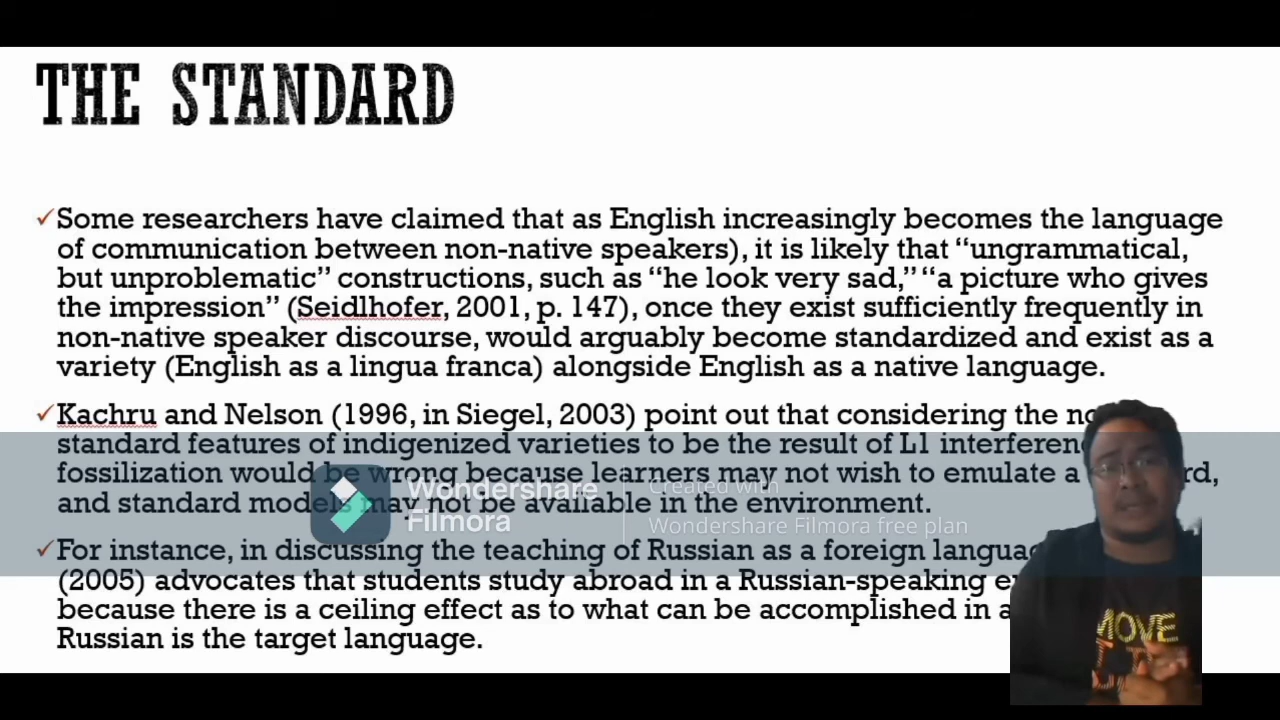 THE STANDARD
✓Some researchers have claimed that as English increasingly becomes the language
of communication between non-native speakers), it is likely that “ungrammatical,
but unproblematic” constructions, such as “he look very sad,” “a picture who gives
the impression” (Seidlhofer, 2001, p. 147), once they exist sufficiently frequently in
non-native speaker discourse, would arguably become standardized and exist as a
variety (English as a lingua franca) alongside English as a native language.
✓Kachru and Nelson (1996, in Siegel, 2003) point out that considering the
standard features of indigenized varieties to be the result of L1
fossilization would be wrong because learners may not wish to emulate a
and standard models may not be available in the environment.
Wondershare
Filmora
Created with
Wondershare Filmora free plan
✓For instance, in discussing the teaching of Russian as a foreign
(2005) advocates that students study abroad in a Russian-speaking
because there is a ceiling effect as to what can be accomplished in
Russian is the target language.
MOVE